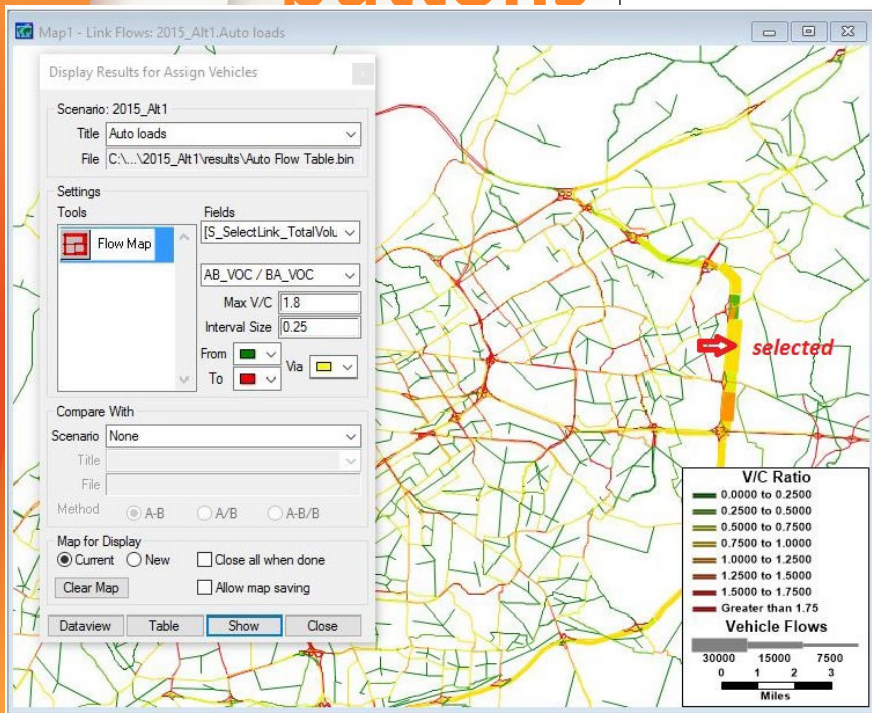 buttons
Map1 - Link Flows: 2015_Alt1.Auto loads
Display Results for Assign Vehicles
Scenario: 2015_Alt1
Title Auto loads
File C:\...\2015_Alt1\results\Auto Flow Table.bin
Settings
Tools Fields
Flow Map [S_SelectLink_TotalVolu
AB_VOC / BA_VOC
Max V/C 1.8
Interval Size 0.25
From Via
To
Compare With
Scenario None
Title
File
Method A-B A/B A-B/B
Map for Display
Current New Close all when done
Clear Map Allow map saving
Dataview Table Show Close
selected
V/C Ratio
0.0000 to 0.2500
0.2500 to 0.5000
0.5000 to 0.7500
0.7500 to 1.0000
1.0000 to 1.2500
1.2500 to 1.5000
1.5000 to 1.7500
Greater than 1.75
Vehicle Flows
30000 15000 7500
0 1 2 3
Miles